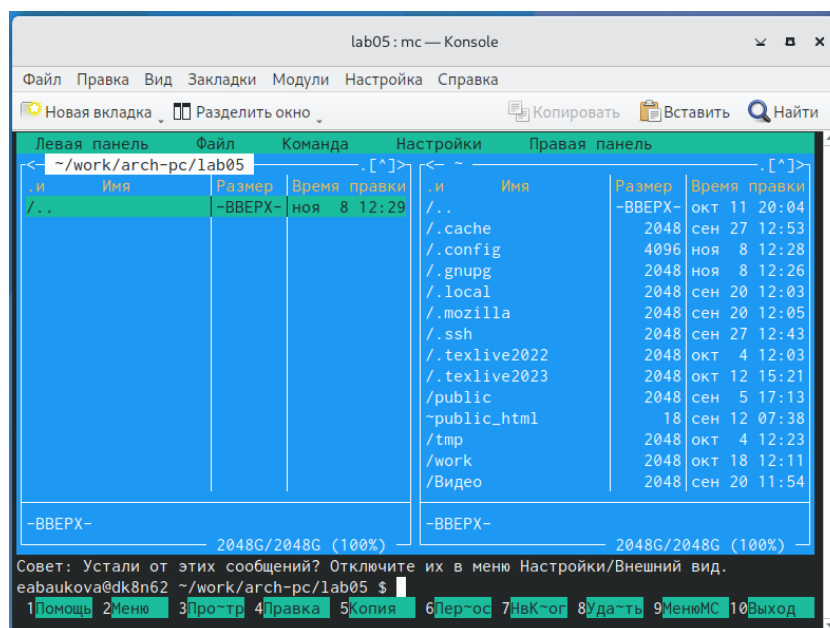 lab05 : mc — Konsole
Файл Правка Вид Закладки Модули Настройка Справка
Новая вкладка Разделить окно Копировать Вставить Найти
Левая панель Файл Команда Настройки Правая панель
<— ~/work/arch-pc/lab05 .[^]>
.и Имя Размер Время правки
/.. -ВВЕРХ- ноя 8 12:29
-ВВЕРХ-
2048G/2048G (100%)
<— ~ .[^]>
.и Имя Размер Время правки
/.. -ВВЕРХ- окт 11 20:04
/.cache 2048 сен 27 12:53
/.config 4096 ноя 8 12:28
/.gnupg 2048 ноя 8 12:26
/.local 2048 сен 20 12:03
/.mozilla 2048 сен 20 12:05
/.ssh 2048 сен 27 12:43
/.texlive2022 2048 окт 4 12:03
/.texlive2023 2048 окт 12 15:21
/public 2048 сен 5 17:13
~public_html 18 сен 12 07:38
/tmp 2048 окт 4 12:23
/work 2048 окт 18 12:11
/Видео 2048 сен 20 11:54
-ВВЕРХ-
2048G/2048G (100%)
Совет: Устали от этих сообщений? Отключите их в меню Настройки/Внешний вид.
eabaukova@dk8n62 ~/work/arch-pc/lab05 $
1Помощь 2Меню 3Про~тр 4Правка 5Копия 6Пер~ос 7НвК~ог 8Уда~ть 9МенюМС 10Выход